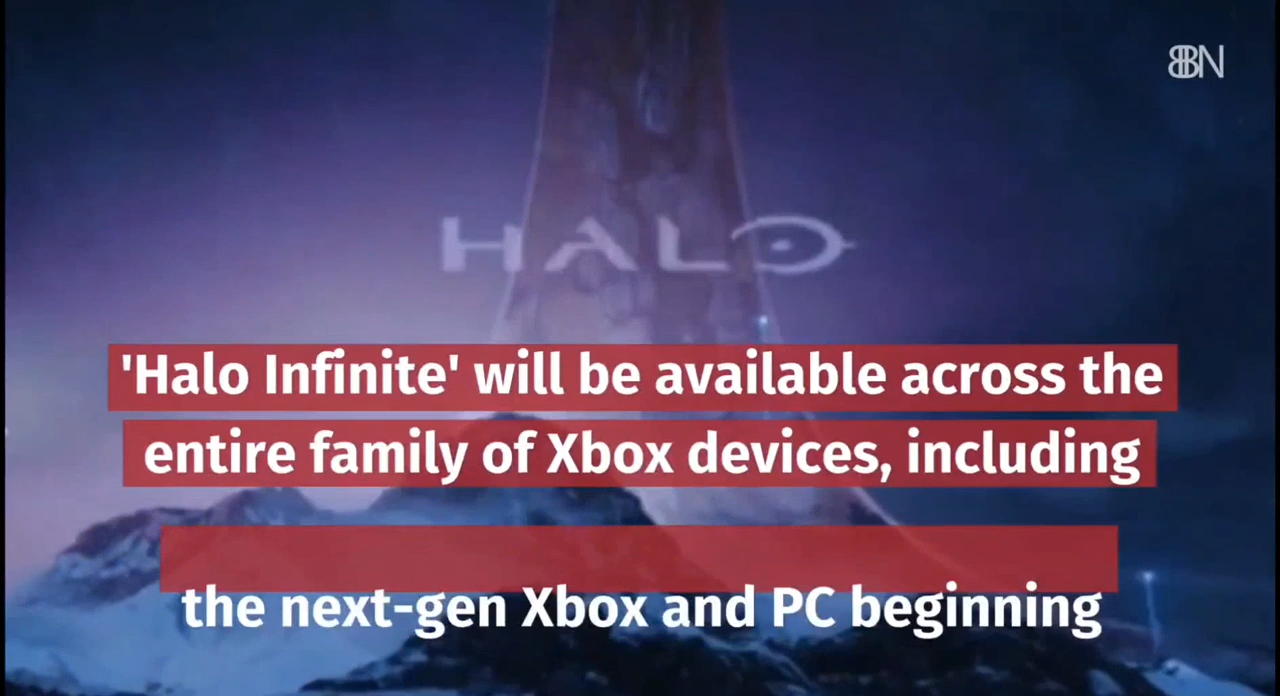 BBN
HALO
'Halo Infinite' will be available across the
entire family of Xbox devices, including
the next-gen Xbox and PC beginning